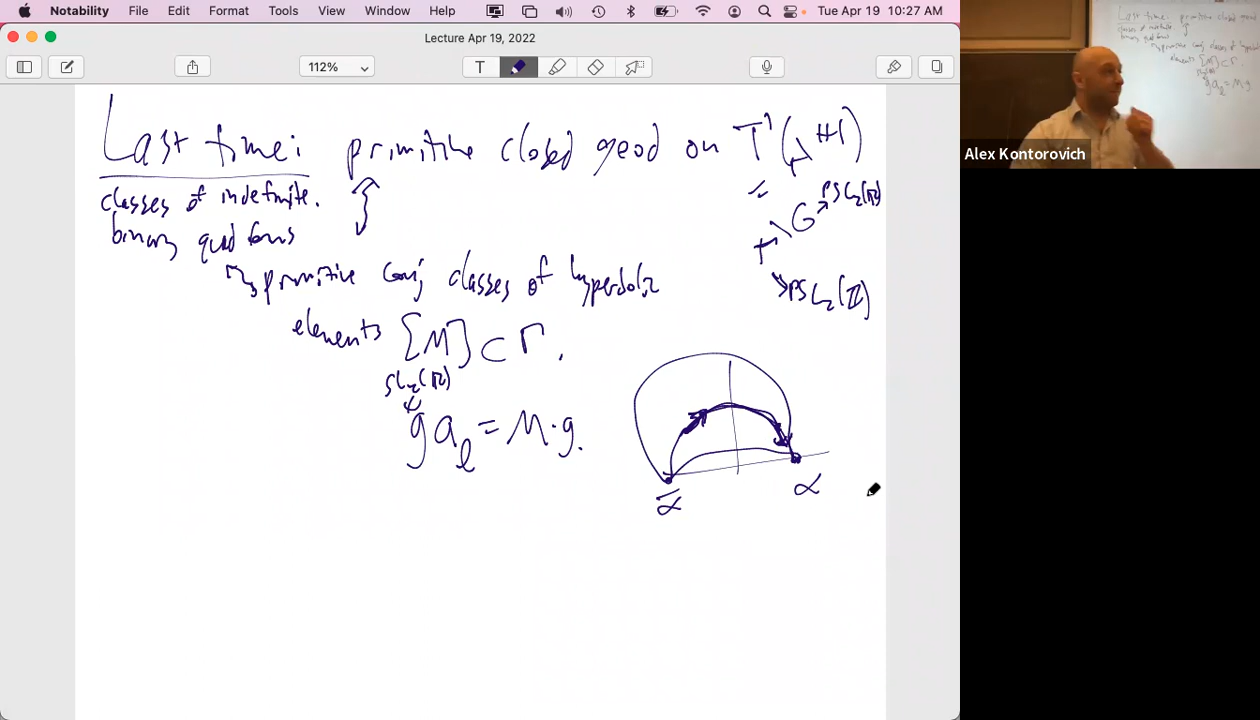 Notability File Edit Format Tools View Window Help Tue Apr 19 10:27 AM
Lecture Apr 19, 2022
112%
T
Last time: primitive closed geod on T¹(Γ\ℍ)
classes of indefinite.
binary quad forms
≅
Γ\G
PSL₂(ℝ)
PSL₂(ℤ)
primitive conj classes of hyperbolic
elements [M] ⊂ Γ.
SL₂(ℝ)
g a_ℓ = M·g.
ᾱ
α
Alex Kontorovich